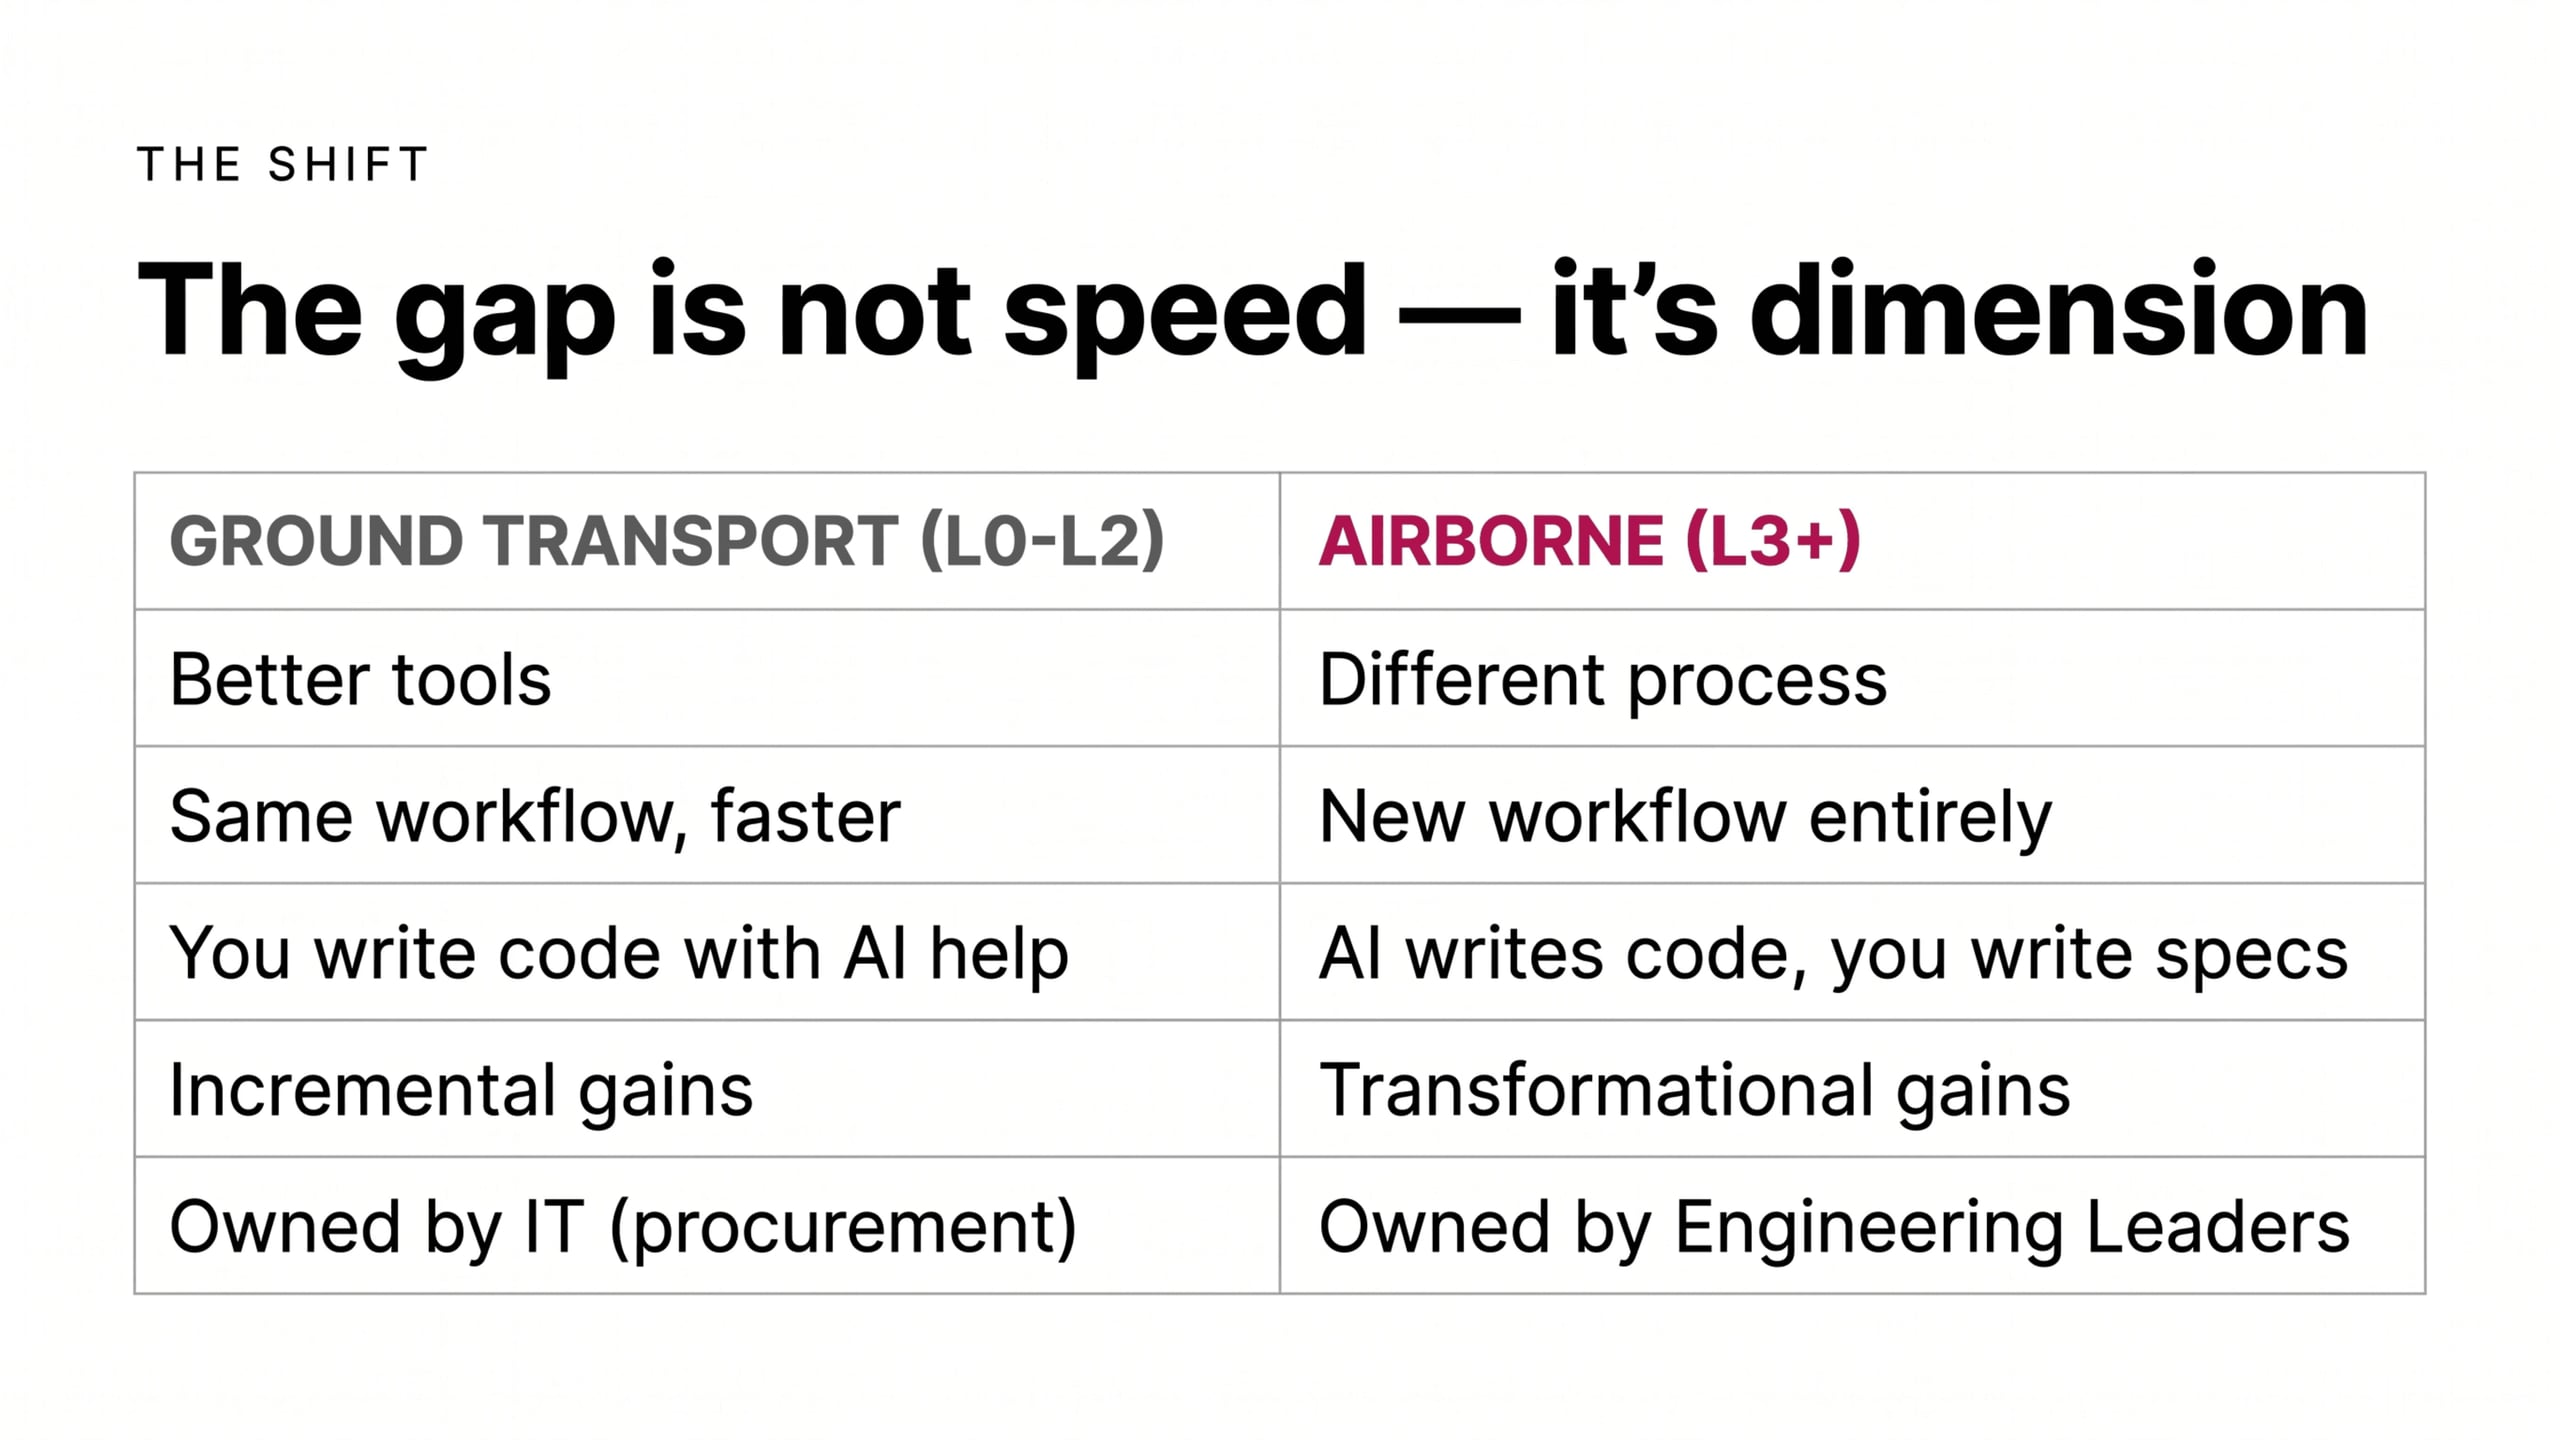 THE SHIFT
The gap is not speed — it’s dimension
GROUND TRANSPORT (L0-L2)
AIRBORNE (L3+)
Better tools
Different process
Same workflow, faster
New workflow entirely
You write code with AI help
AI writes code, you write specs
Incremental gains
Transformational gains
Owned by IT (procurement)
Owned by Engineering Leaders